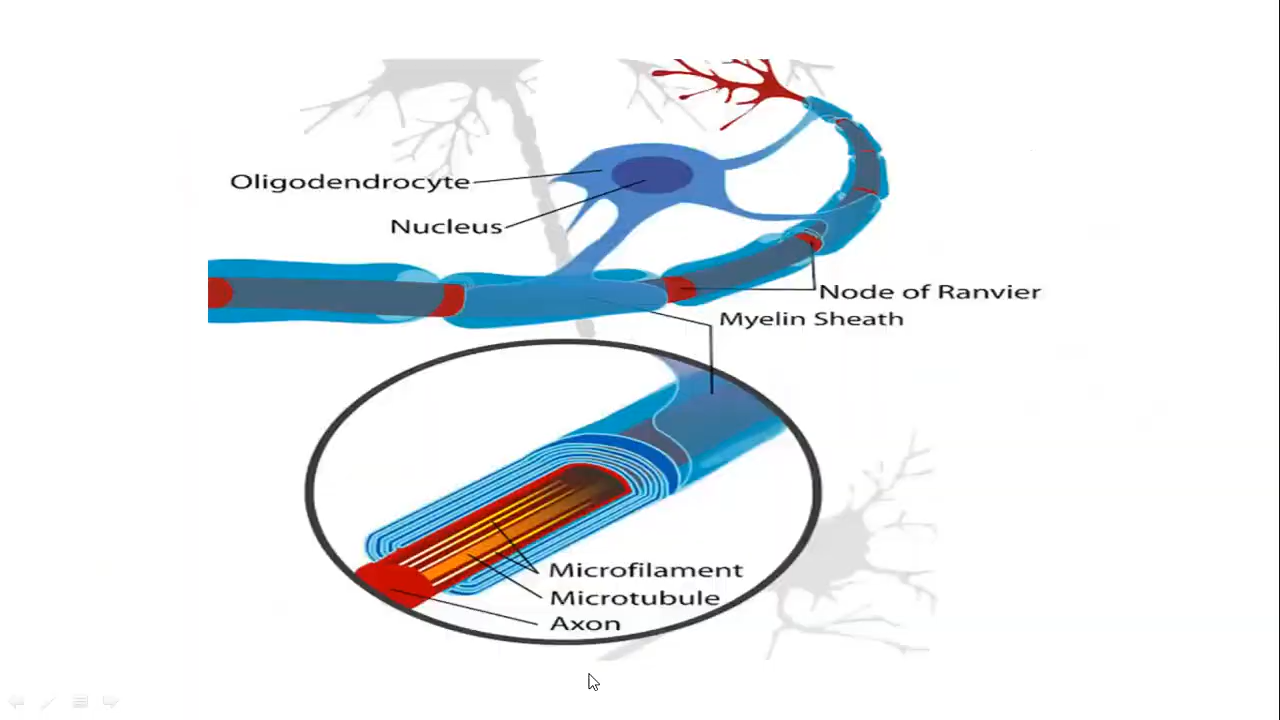 Oligodendrocyte
Nucleus
Node of Ranvier
Myelin Sheath
Microfilament
Microtubule
Axon